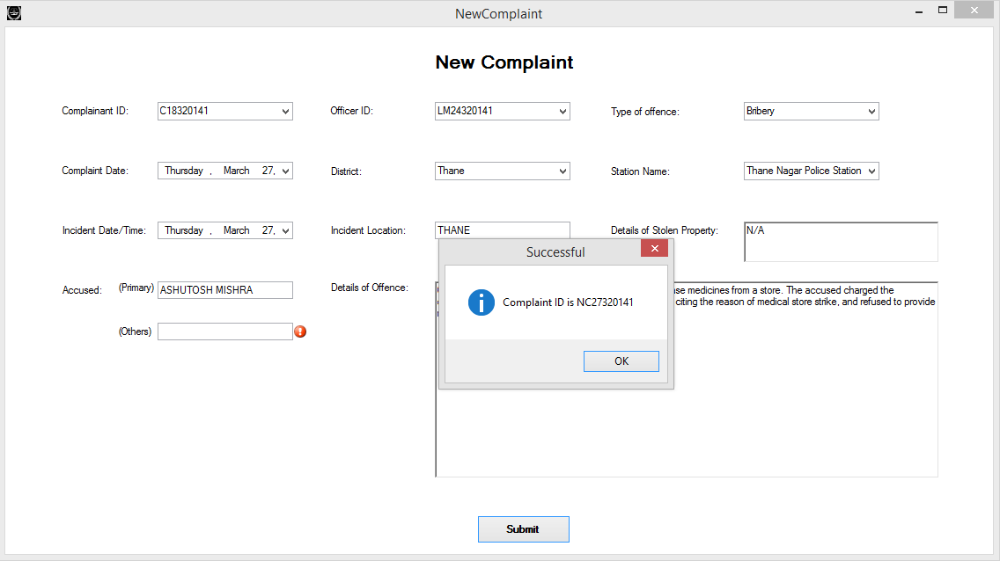 NewComplaint
New Complaint
Complainant ID: C18320141 Officer ID: LM24320141 Type of offence: Bribery
Complaint Date: Thursday , March 27, District: Thane Station Name: Thane Nagar Police Station
Incident Date/Time: Thursday , March 27, Incident Location: THANE Details of Stolen Property: N/A
Successful
Accused: (Primary) ASHUTOSH MISHRA Details of Offence: medicines from a store. The accused charged the
citing the reason of medical store strike, and refused to provide
Complaint ID is NC27320141
(Others)
OK
Submit